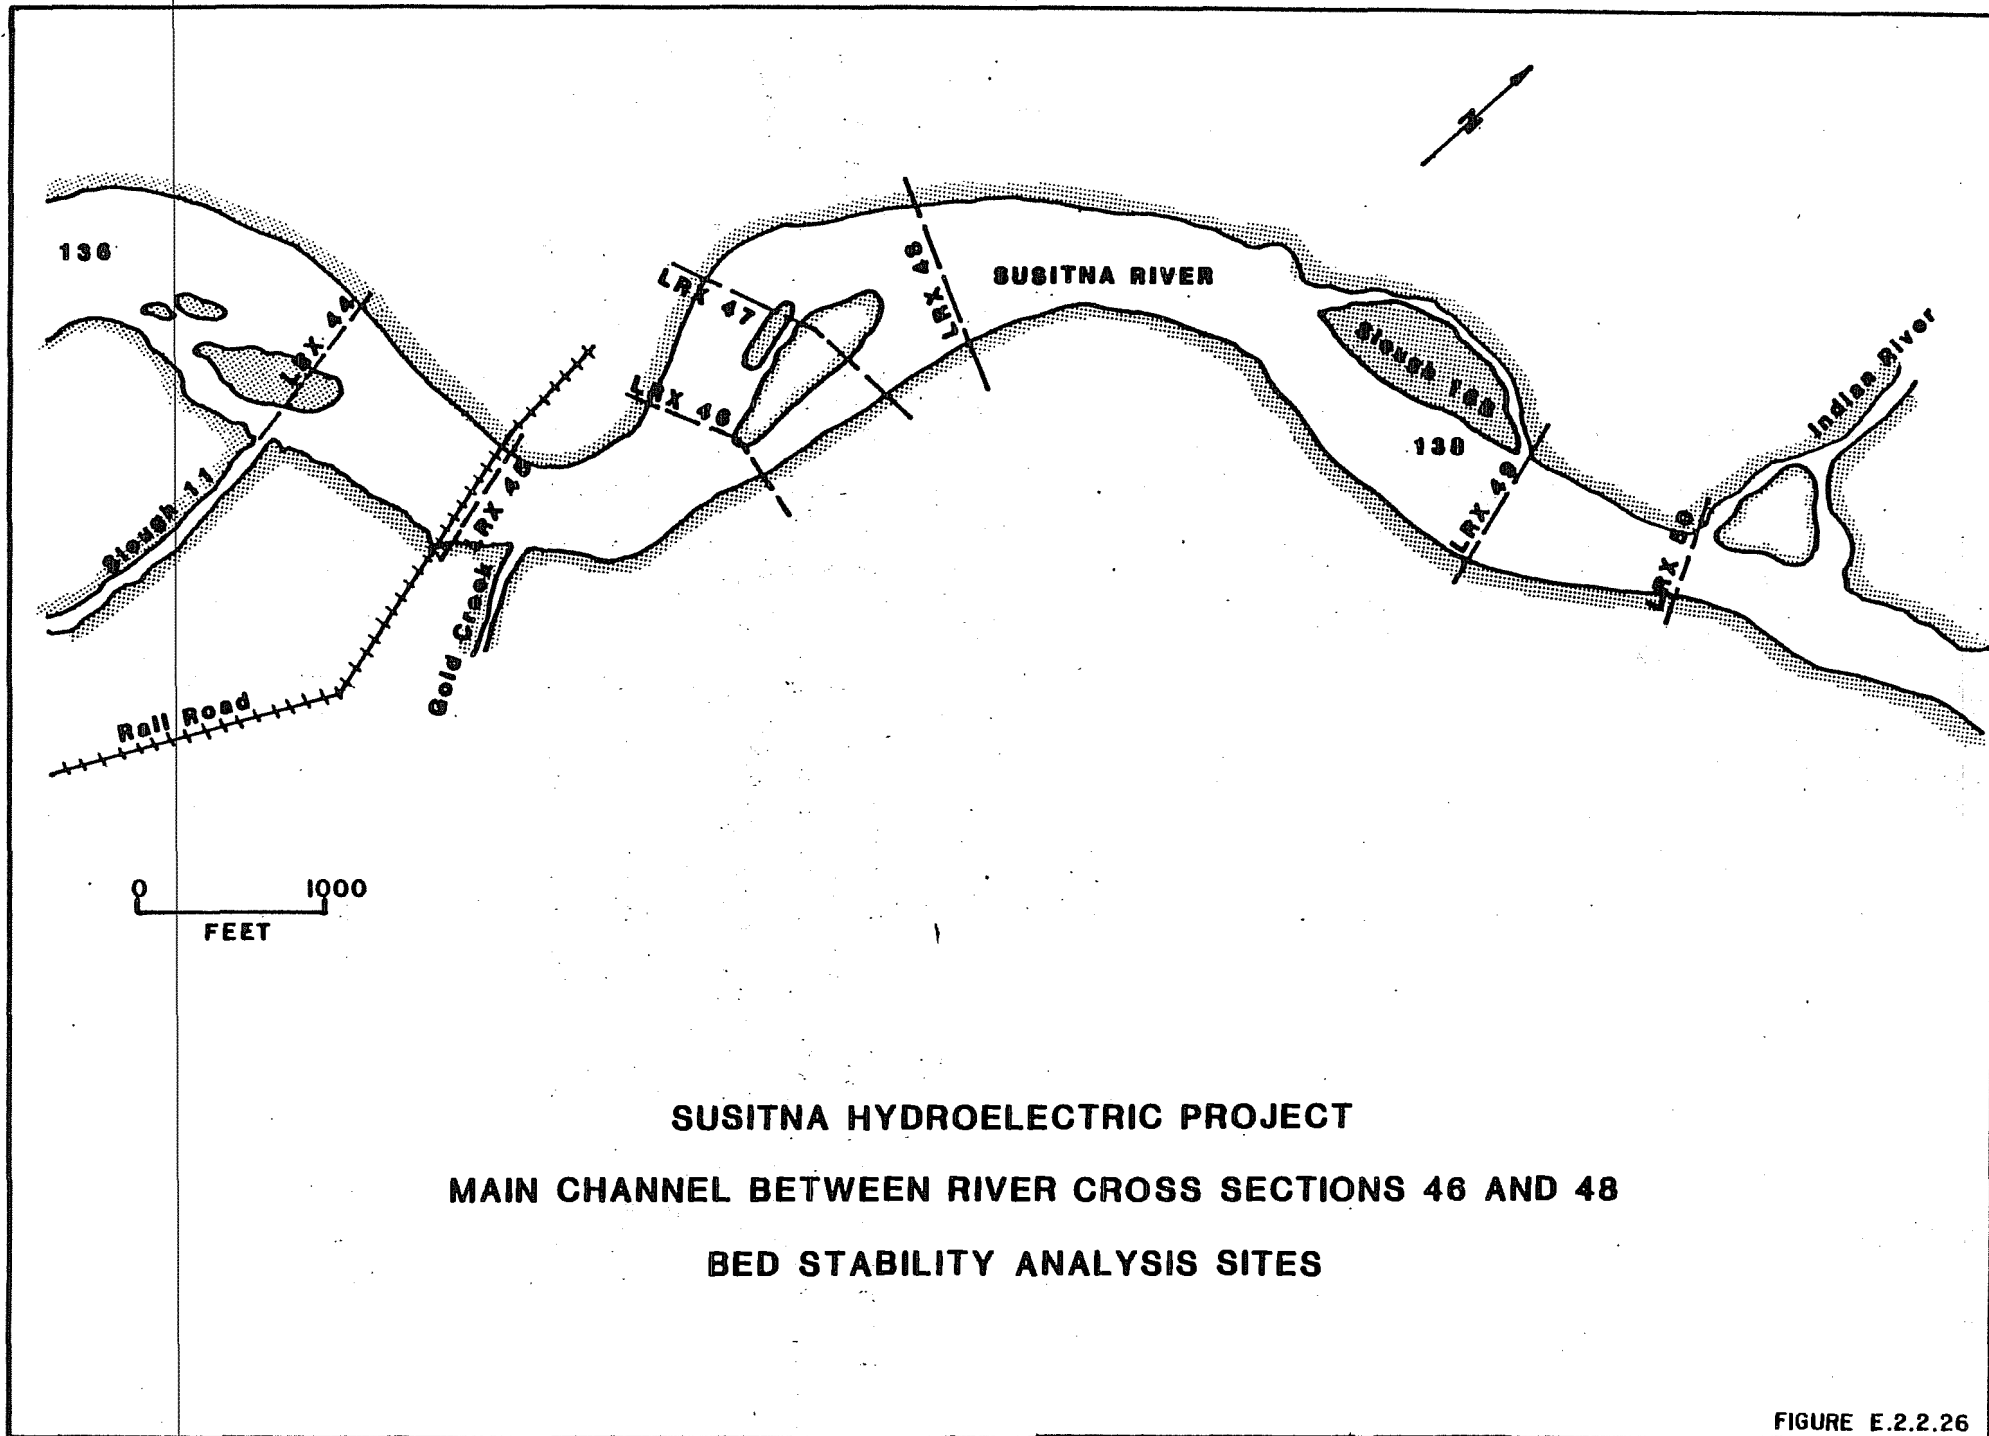 N
136
LRX 44
LRX 47
LRX 48
SUSITNA RIVER
LRX 46
LRX 45
138
LRX 49
LRX 50
Indian River
Slough 11
Gold Creek
Rail Road
0 1000
FEET
SUSITNA HYDROELECTRIC PROJECT
MAIN CHANNEL BETWEEN RIVER CROSS SECTIONS 46 AND 48
BED STABILITY ANALYSIS SITES
FIGURE E.2.2.26
Slough